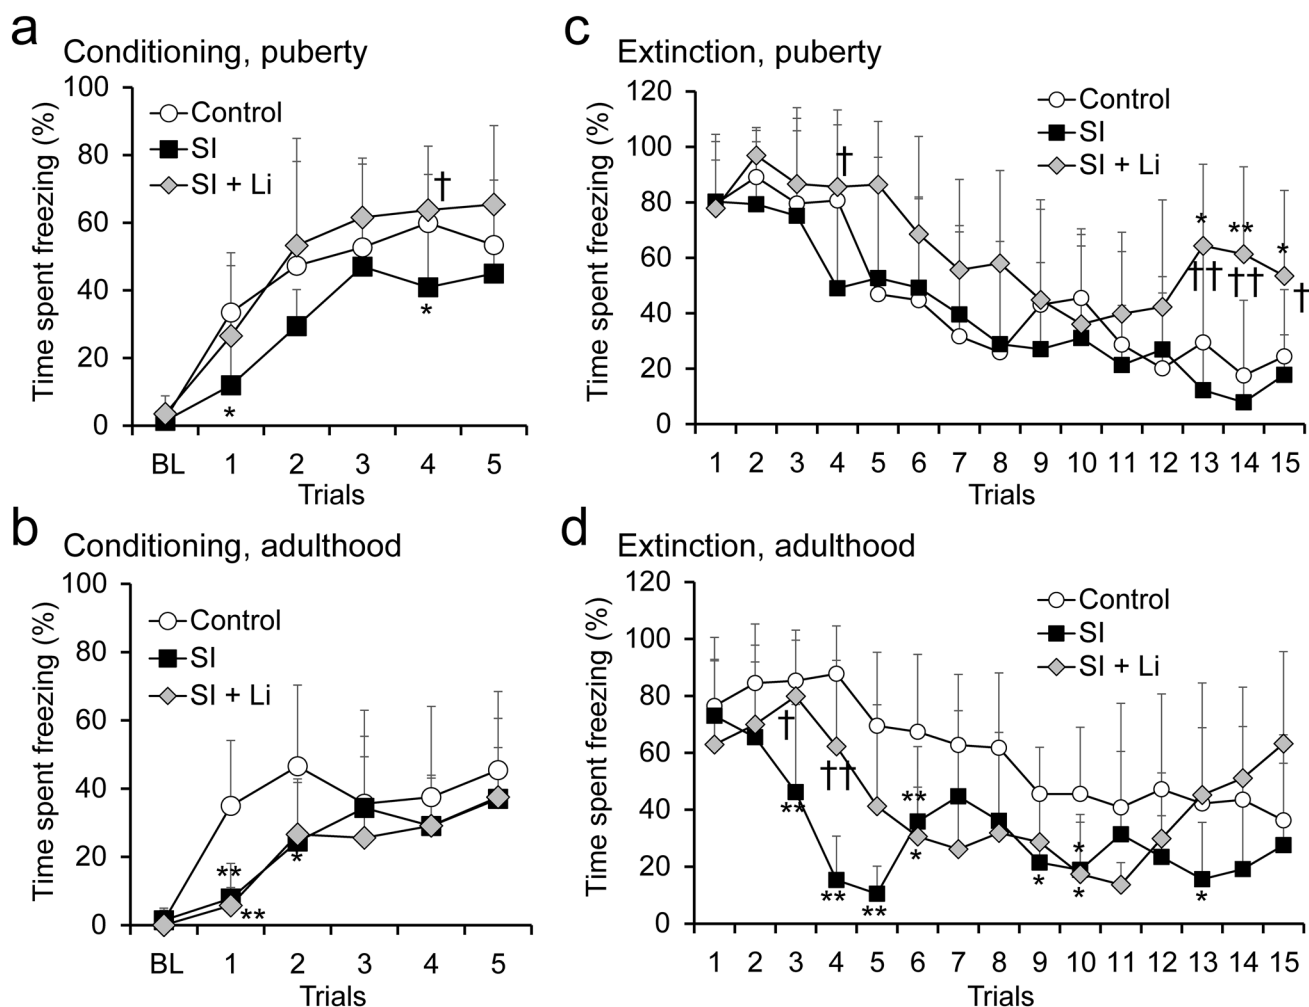 a
Conditioning, puberty
Time spent freezing (%)
100
80
60
40
20
0
Control
SI
SI + Li
†
*
*
BL 1 2 3 4 5
Trials
c
Extinction, puberty
Time spent freezing (%)
120
100
80
60
40
20
0
Control
SI
SI + Li
†
* ** *
†† †† †
1 2 3 4 5 6 7 8 9 10 11 12 13 14 15
Trials
b
Conditioning, adulthood
Time spent freezing (%)
100
80
60
40
20
0
Control
SI
SI + Li
**
**
*
BL 1 2 3 4 5
Trials
d
Extinction, adulthood
Time spent freezing (%)
120
100
80
60
40
20
0
Control
SI
SI + Li
†
††
** **
*
*
* * *
** **
1 2 3 4 5 6 7 8 9 10 11 12 13 14 15
Trials